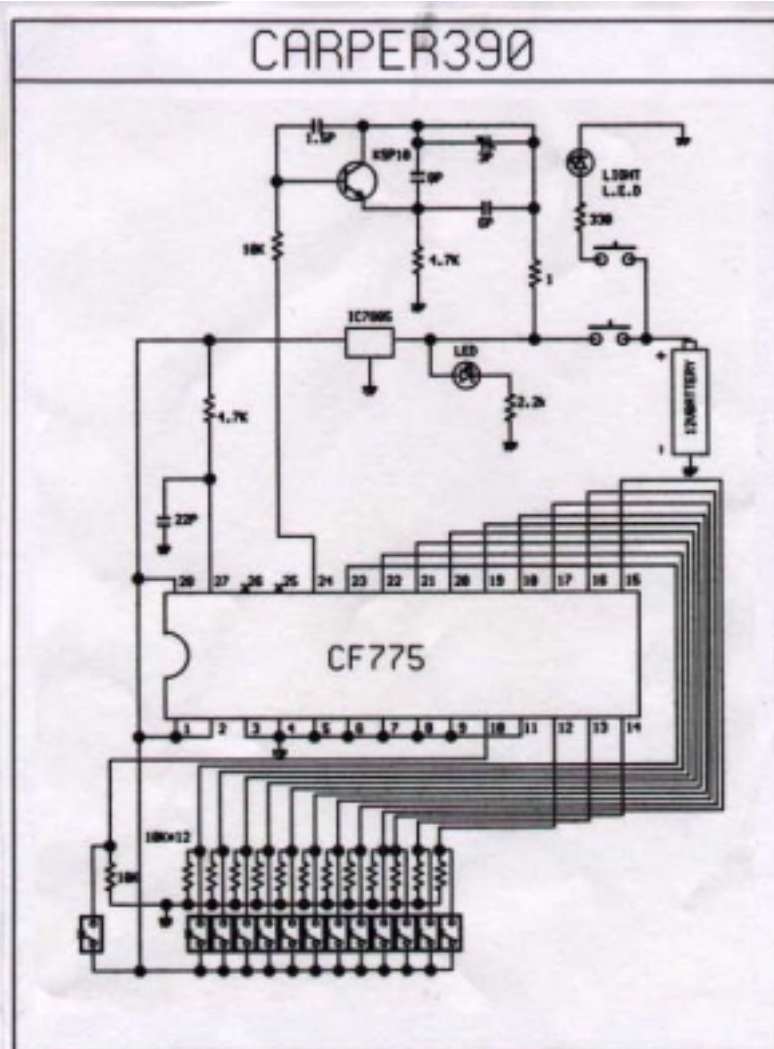 CARPER390
1.5P
KSP10
LIGHT
L.E.D
330
10K
4.7K
1
IC7805
LED
2.2k
+
12VBATTERY
4.7K
22P
28 27 26 25 24 23 22 21 20 19 18 17 16 15
CF775
1 2 3 4 5 6 7 8 9 10 11 12 13 14
10K×12
10K